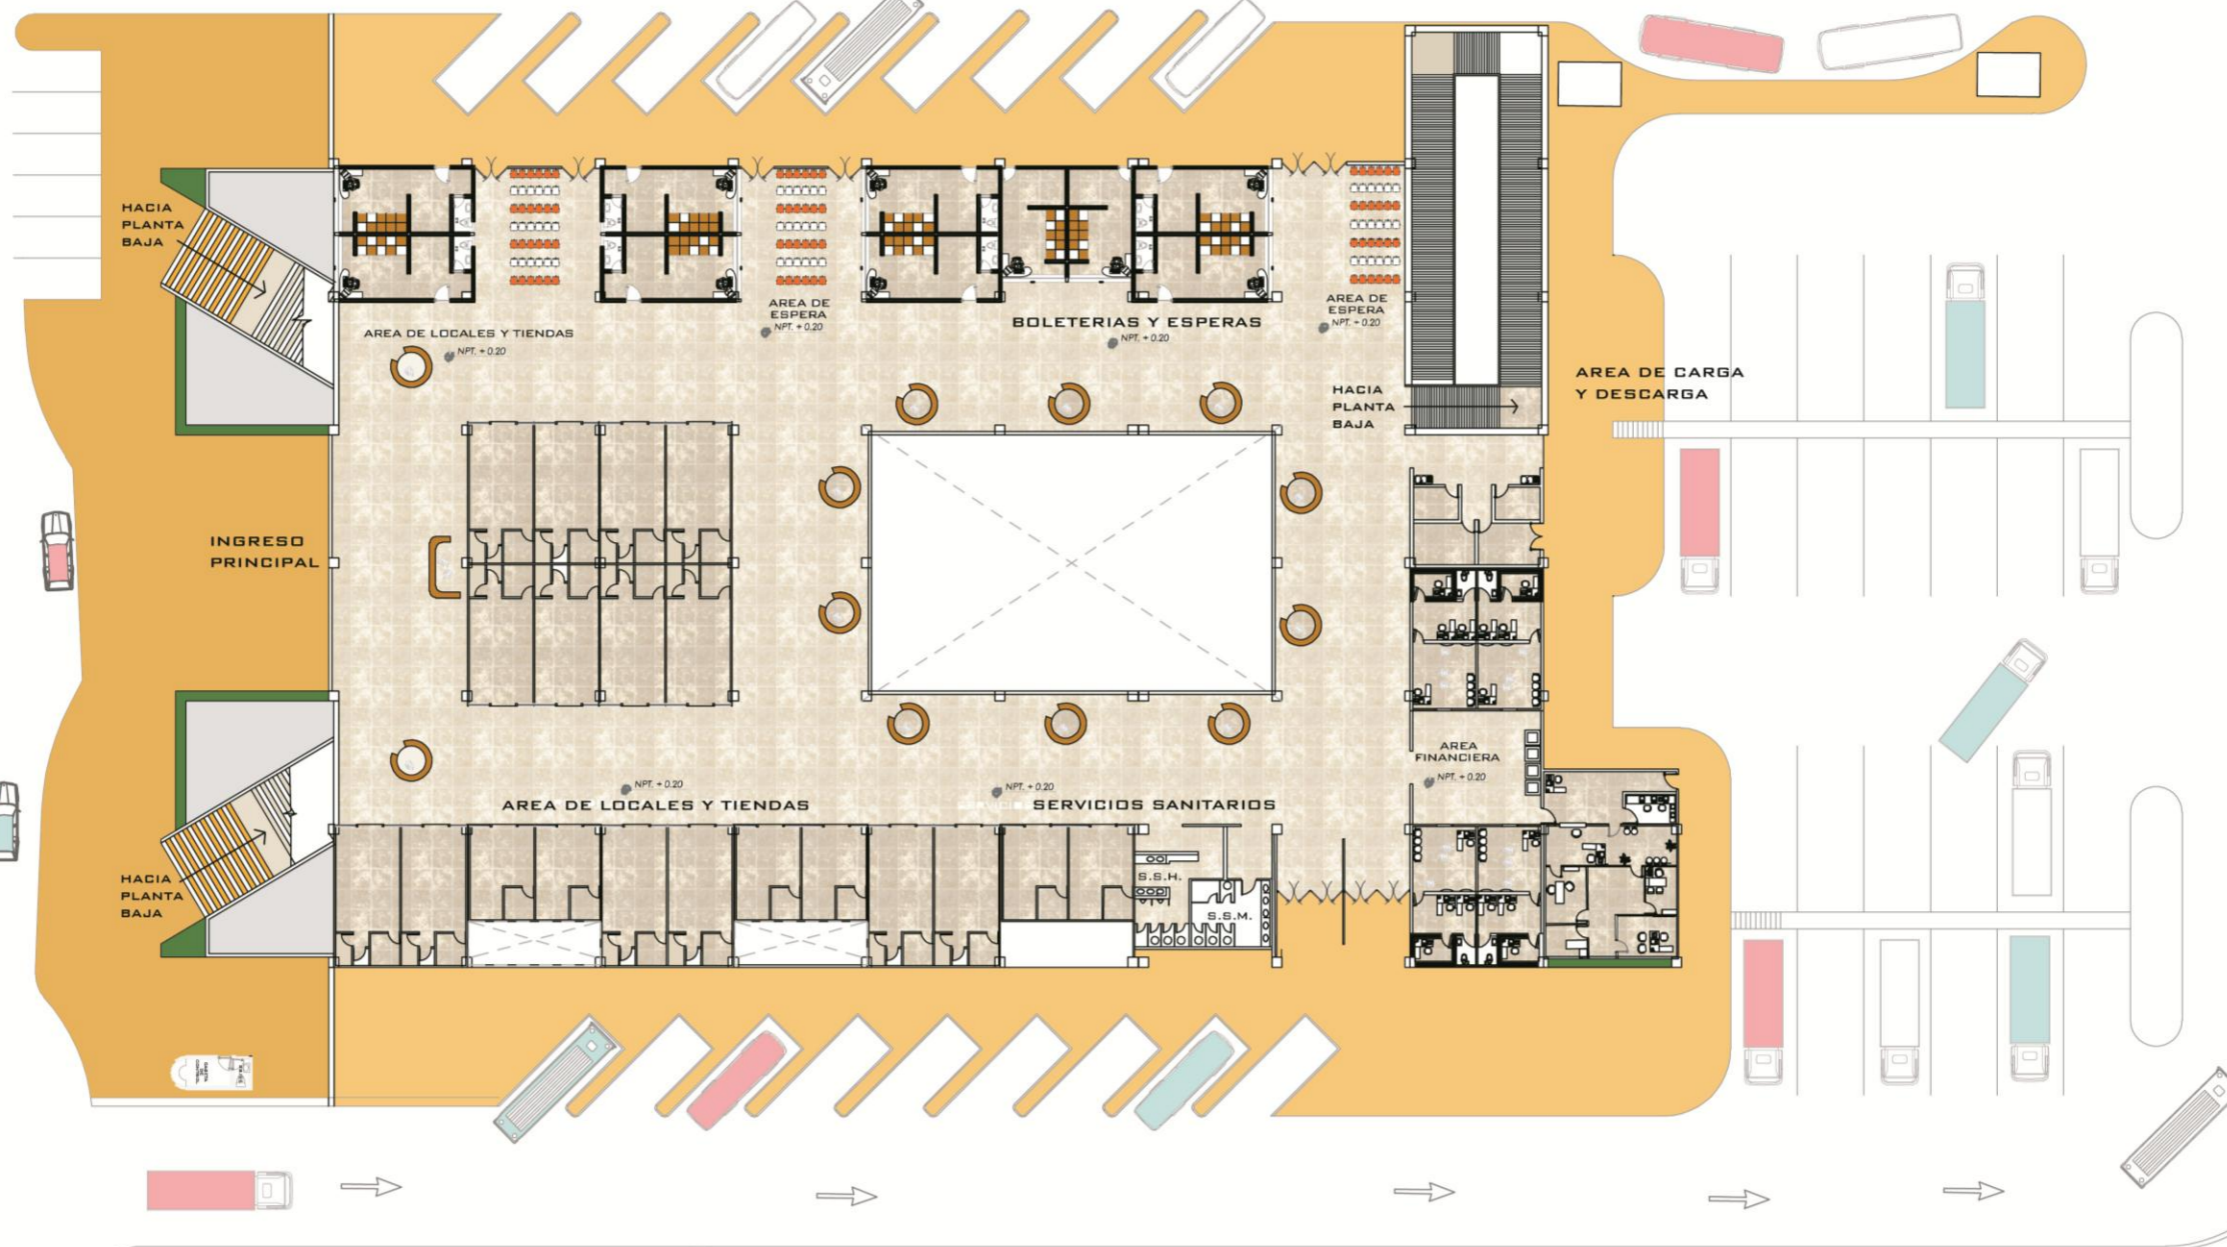 HACIA
PLANTA
BAJA
AREA DE LOCALES Y TIENDAS
NPT. + 0.20
AREA DE
ESPERA
NPT. + 0.20
BOLETERIAS Y ESPERAS
NPT. + 0.20
AREA DE
ESPERA
NPT. + 0.20
HACIA
PLANTA
BAJA
AREA DE CARGA
Y DESCARGA
INGRESO
PRINCIPAL
AREA
FINANCIERA
NPT. + 0.20
NPT. + 0.20
AREA DE LOCALES Y TIENDAS
NPT. + 0.20
SERVICIOS SANITARIOS
HACIA
PLANTA
BAJA
S.S.H.
S.S.M.